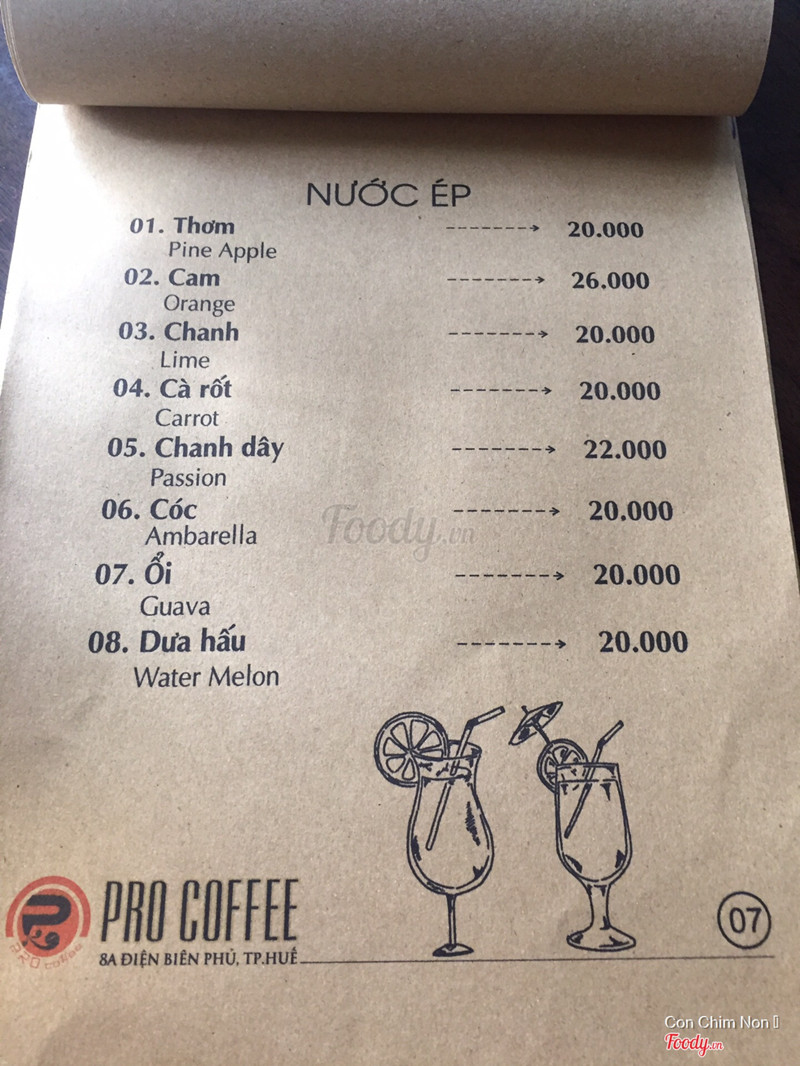 NƯỚC ÉP
01. Thơm -------> 20.000
Pine Apple
02. Cam -------> 26.000
Orange
03. Chanh -------> 20.000
Lime
04. Cà rốt -------> 20.000
Carrot
05. Chanh dây -------> 22.000
Passion
06. Cóc -------> 20.000
Ambarella
Foody.vn
07. Ổi -------> 20.000
Guava
08. Dưa hấu -------> 20.000
Water Melon
PRO COFFEE
PRO coffee
8A ĐIỆN BIÊN PHỦ, TP.HUẾ
07
Con Chim Non
Foody.vn